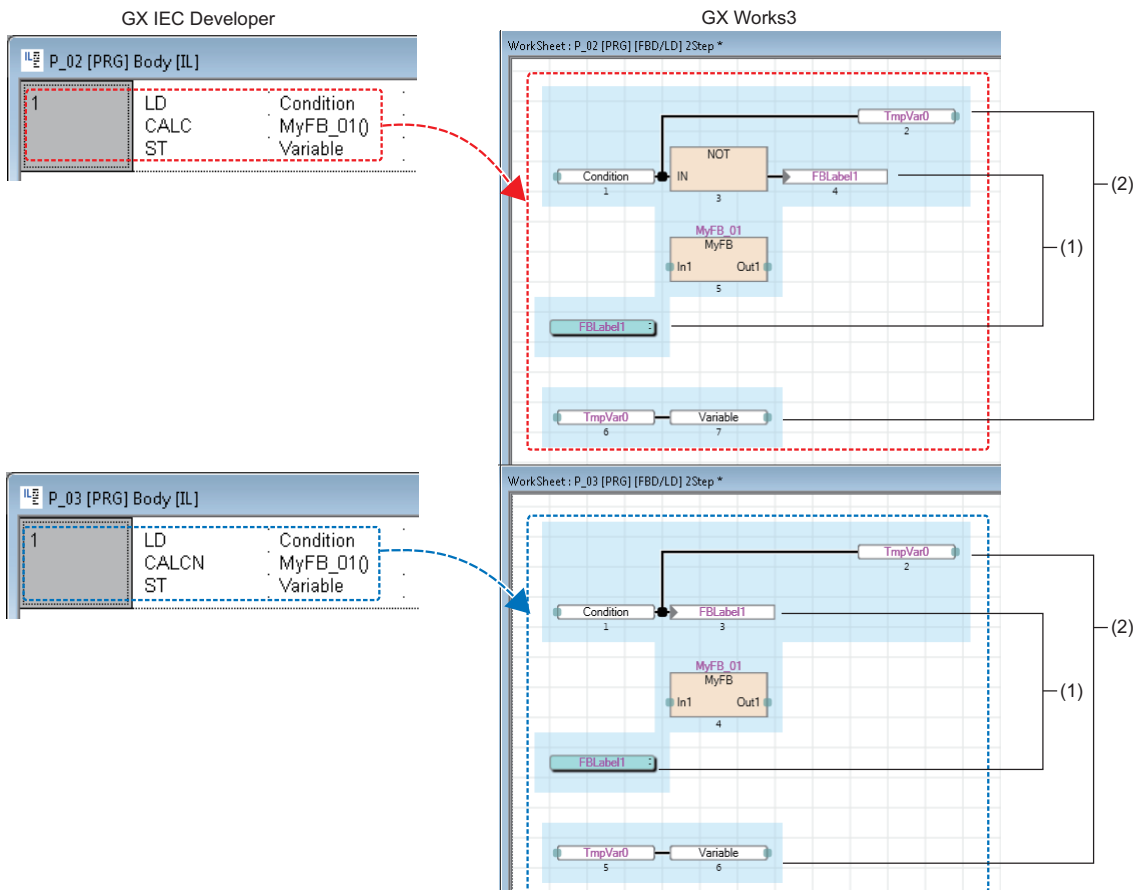 GX IEC Developer
GX Works3
P_02 [PRG] Body [IL]
1
LD Condition
CALC MyFB_01()
ST Variable
WorkSheet : P_02 [PRG] [FBD/LD] 2Step *
TmpVar0
2
NOT
Condition
IN
FBLabel1
1
3
4
MyFB_01
MyFB
In1 Out1
5
FBLabel1
TmpVar0
Variable
6
7
(2)
(1)
P_03 [PRG] Body [IL]
1
LD Condition
CALCN MyFB_01()
ST Variable
WorkSheet : P_03 [PRG] [FBD/LD] 2Step *
TmpVar0
2
Condition
FBLabel1
1
3
MyFB_01
MyFB
In1 Out1
4
FBLabel1
TmpVar0
Variable
5
6
(2)
(1)